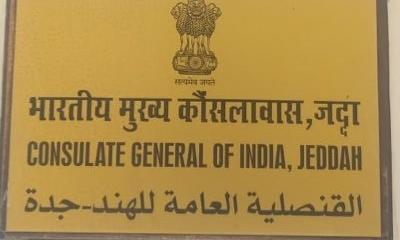 सत्यमेव जयते
भारतीय मुख्य कौंसलावास, जद्दा
CONSULATE GENERAL OF INDIA, JEDDAH
القنصلية العامة للهند-جدة